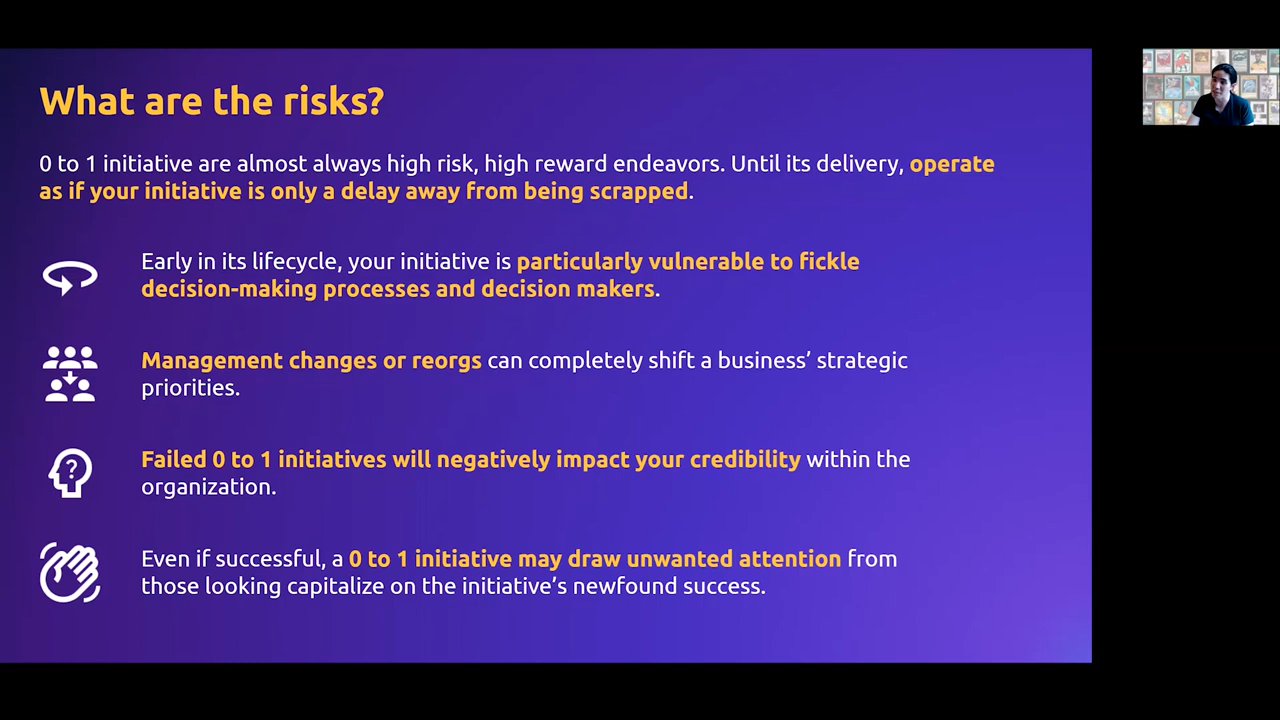 What are the risks?
0 to 1 initiative are almost always high risk, high reward endeavors. Until its delivery, operate
as if your initiative is only a delay away from being scrapped.
Early in its lifecycle, your initiative is particularly vulnerable to fickle
decision-making processes and decision makers.
Management changes or reorgs can completely shift a business’ strategic
priorities.
?
Failed 0 to 1 initiatives will negatively impact your credibility within the
organization.
Even if successful, a 0 to 1 initiative may draw unwanted attention from
those looking capitalize on the initiative’s newfound success.